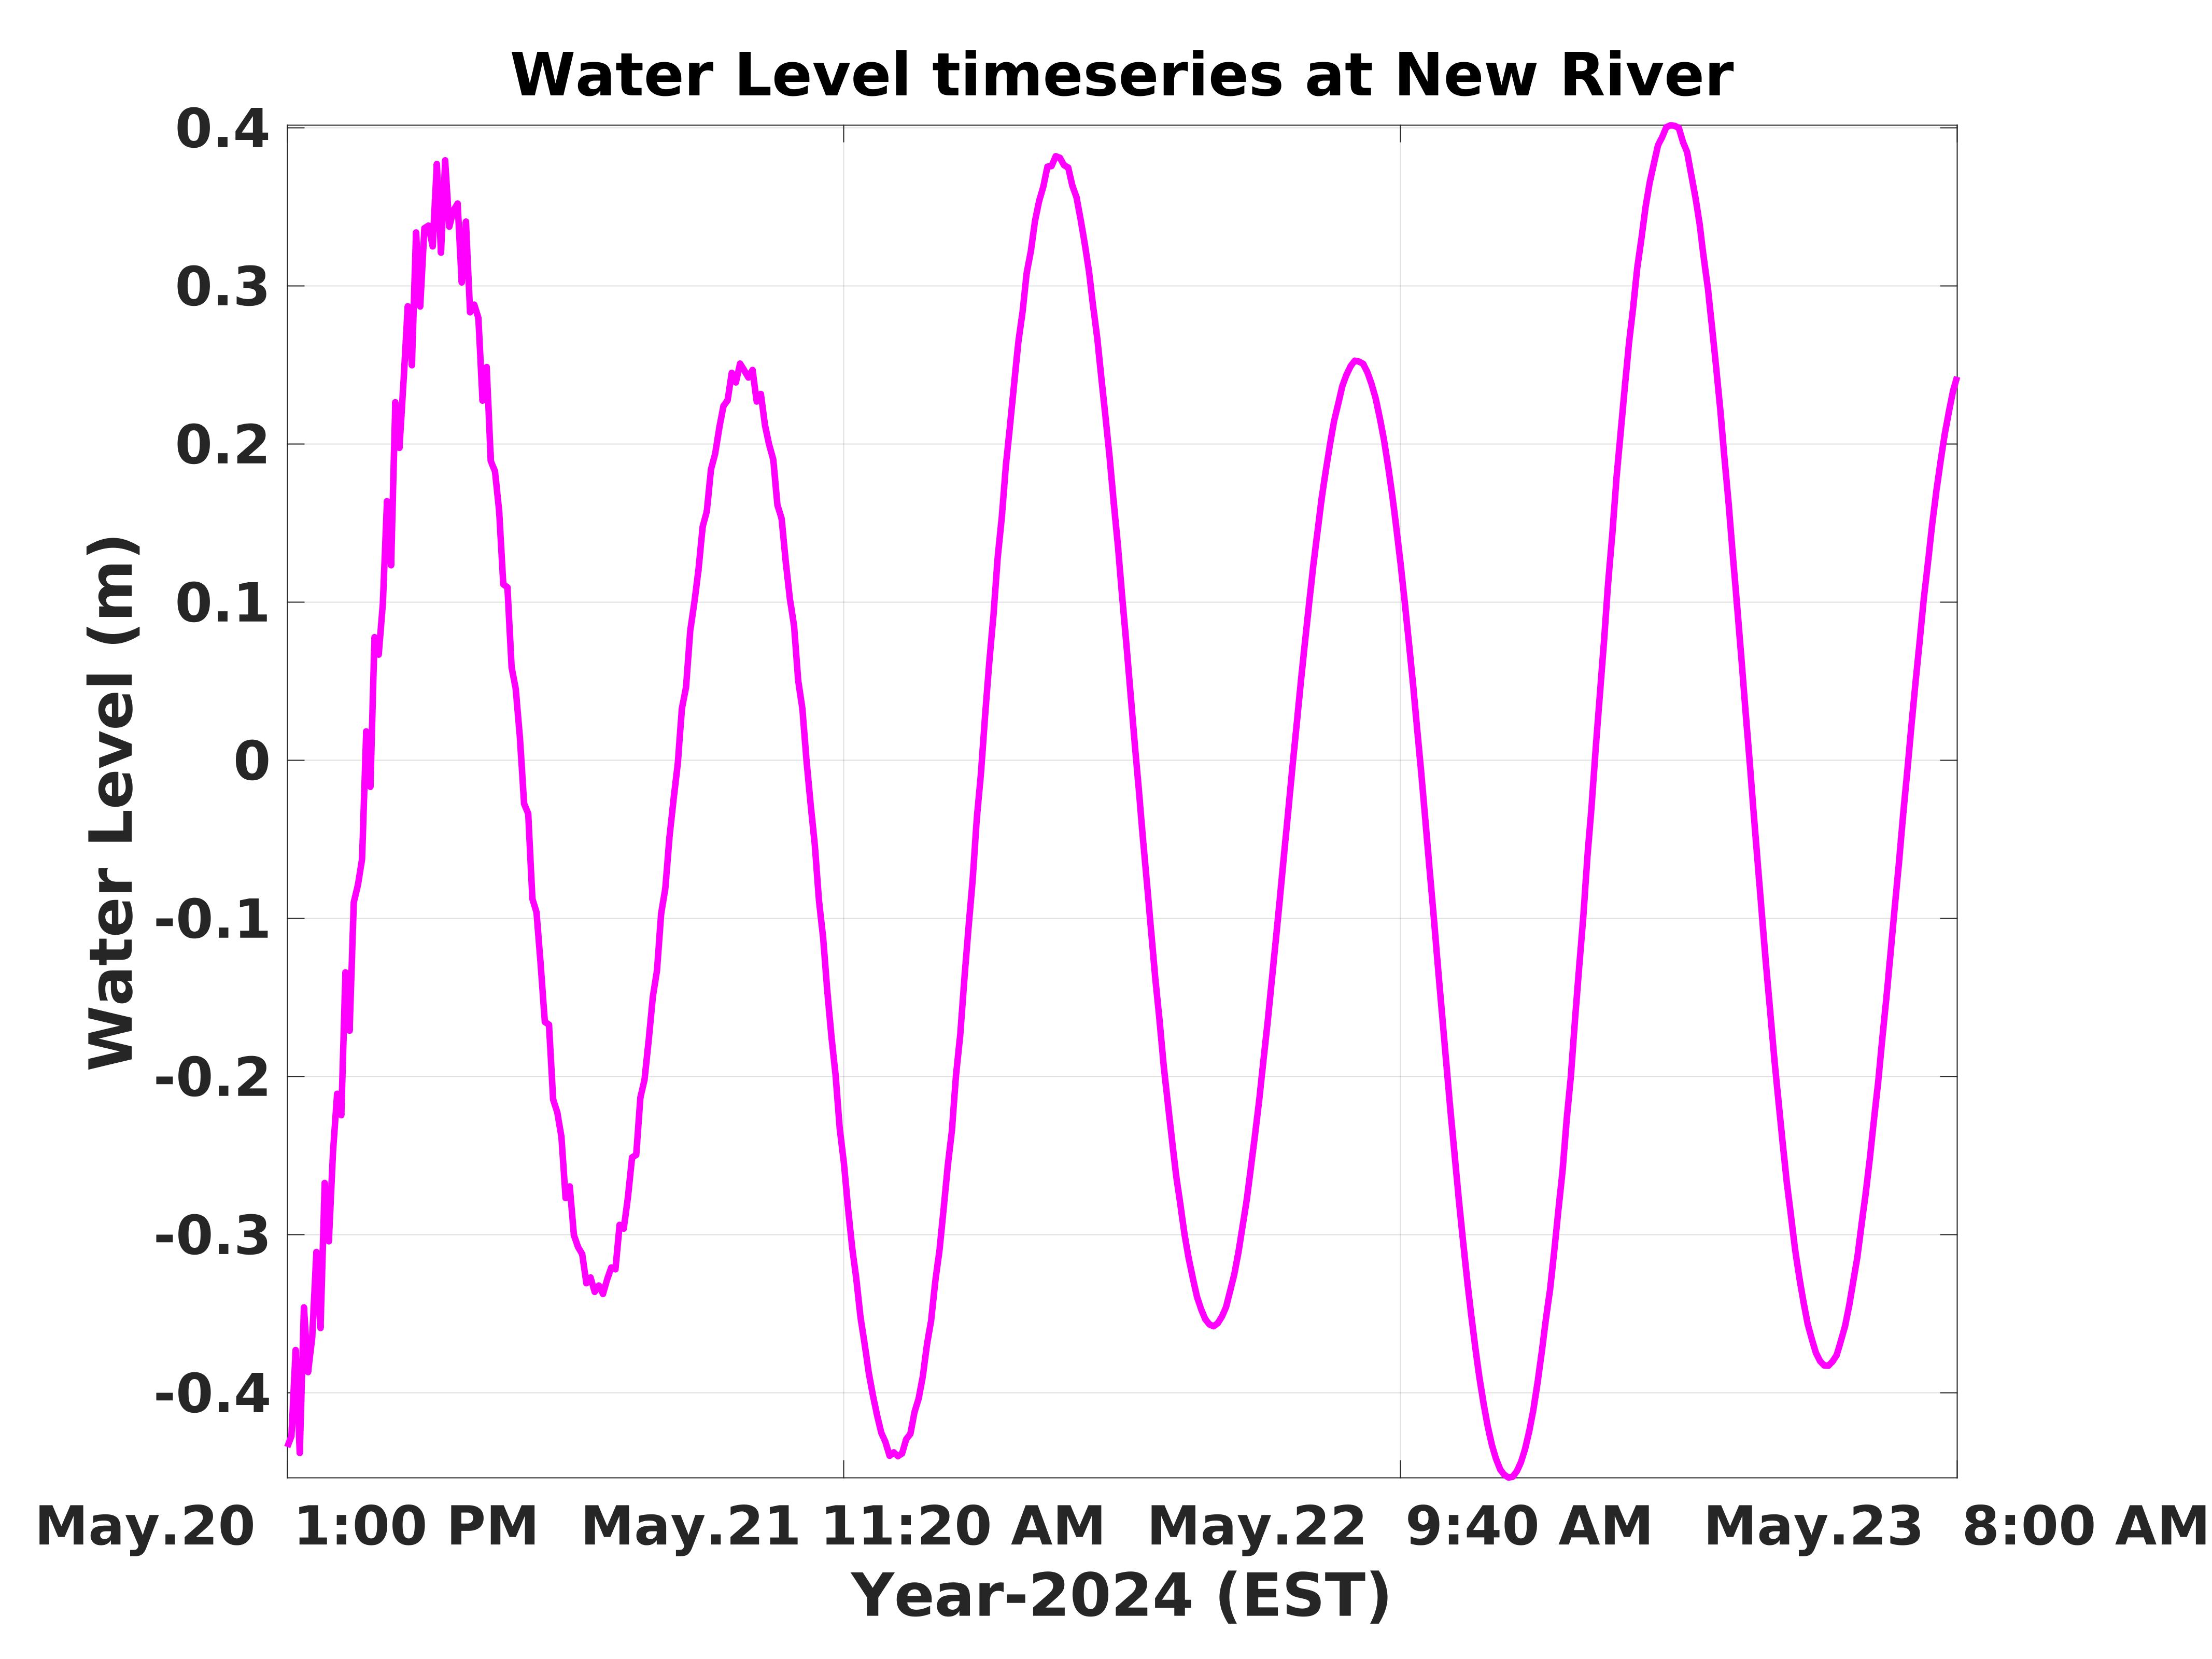 Water Level timeseries at New River
0.4
0.3
0.2
0.1
0
-0.1
-0.2
-0.3
-0.4
Water Level (m)
May.20 1:00 PM May.21 11:20 AM May.22 9:40 AM May.23 8:00 AM
Year-2024 (EST)